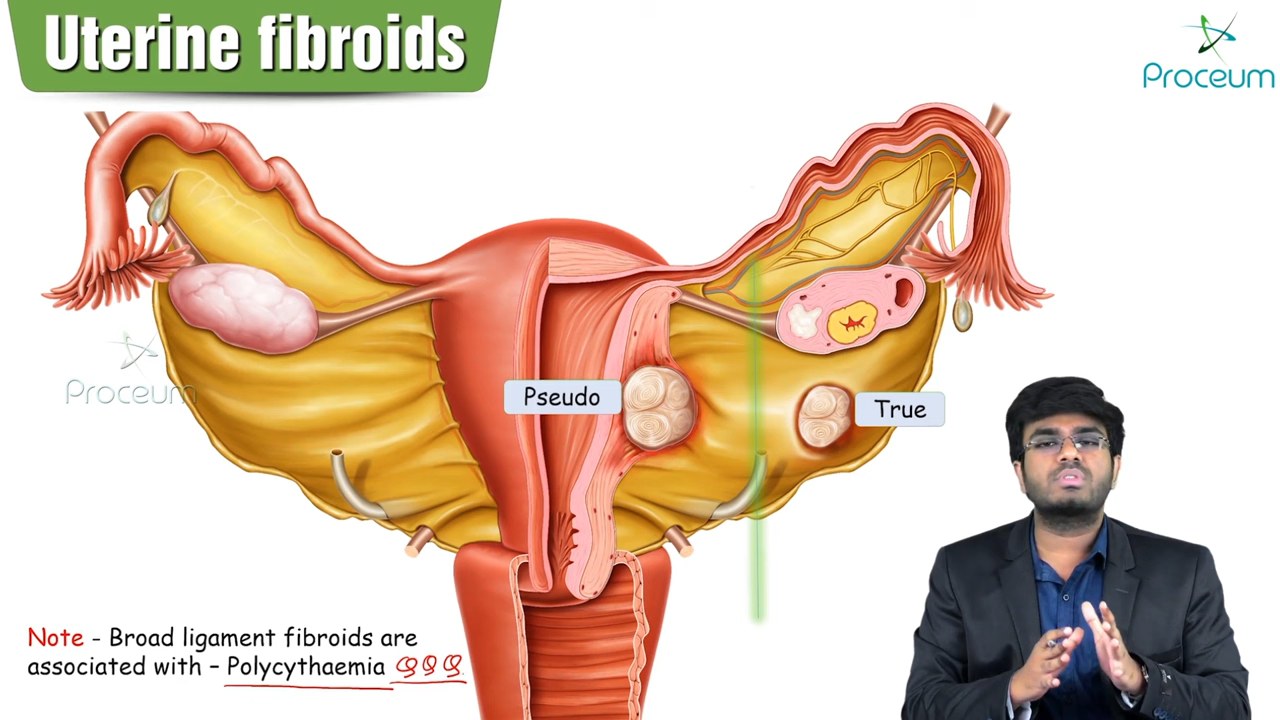 Uterine fibroids
Proceum
Proceum
Pseudo
True
Note - Broad ligament fibroids are
associated with - Polycythaemia